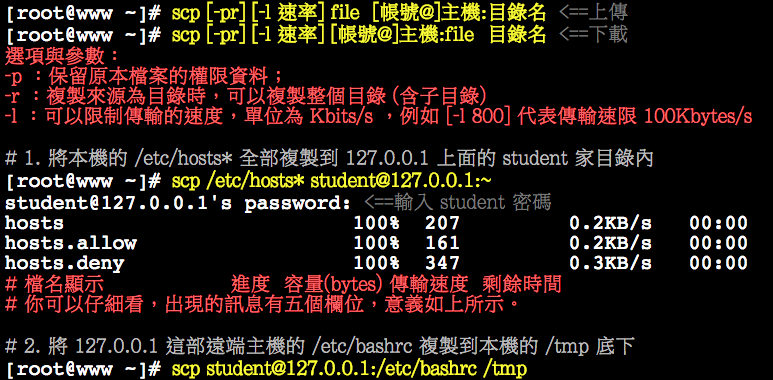 [root@www ~]# scp [-pr] [-l 速率] file [帳號@]主機:目錄名 <==上傳
[root@www ~]# scp [-pr] [-l 速率] [帳號@]主機:file 目錄名 <==下載
選項與參數：
-p ：保留原本檔案的權限資料；
-r ：複製來源為目錄時，可以複製整個目錄 (含子目錄)
-l ：可以限制傳輸的速度，單位為 Kbits/s ，例如 [-l 800] 代表傳輸速限 100Kbytes/s
# 1. 將本機的 /etc/hosts* 全部複製到 127.0.0.1 上面的 student 家目錄內
[root@www ~]# scp /etc/hosts* student@127.0.0.1:~
student@127.0.0.1's password: <==輸入 student 密碼
hosts 100% 207 0.2KB/s 00:00
hosts.allow 100% 161 0.2KB/s 00:00
hosts.deny 100% 347 0.3KB/s 00:00
# 檔名顯示 進度 容量(bytes) 傳輸速度 剩餘時間
# 你可以仔細看，出現的訊息有五個欄位，意義如上所示。
# 2. 將 127.0.0.1 這部遠端主機的 /etc/bashrc 複製到本機的 /tmp 底下
[root@www ~]# scp student@127.0.0.1:/etc/bashrc /tmp